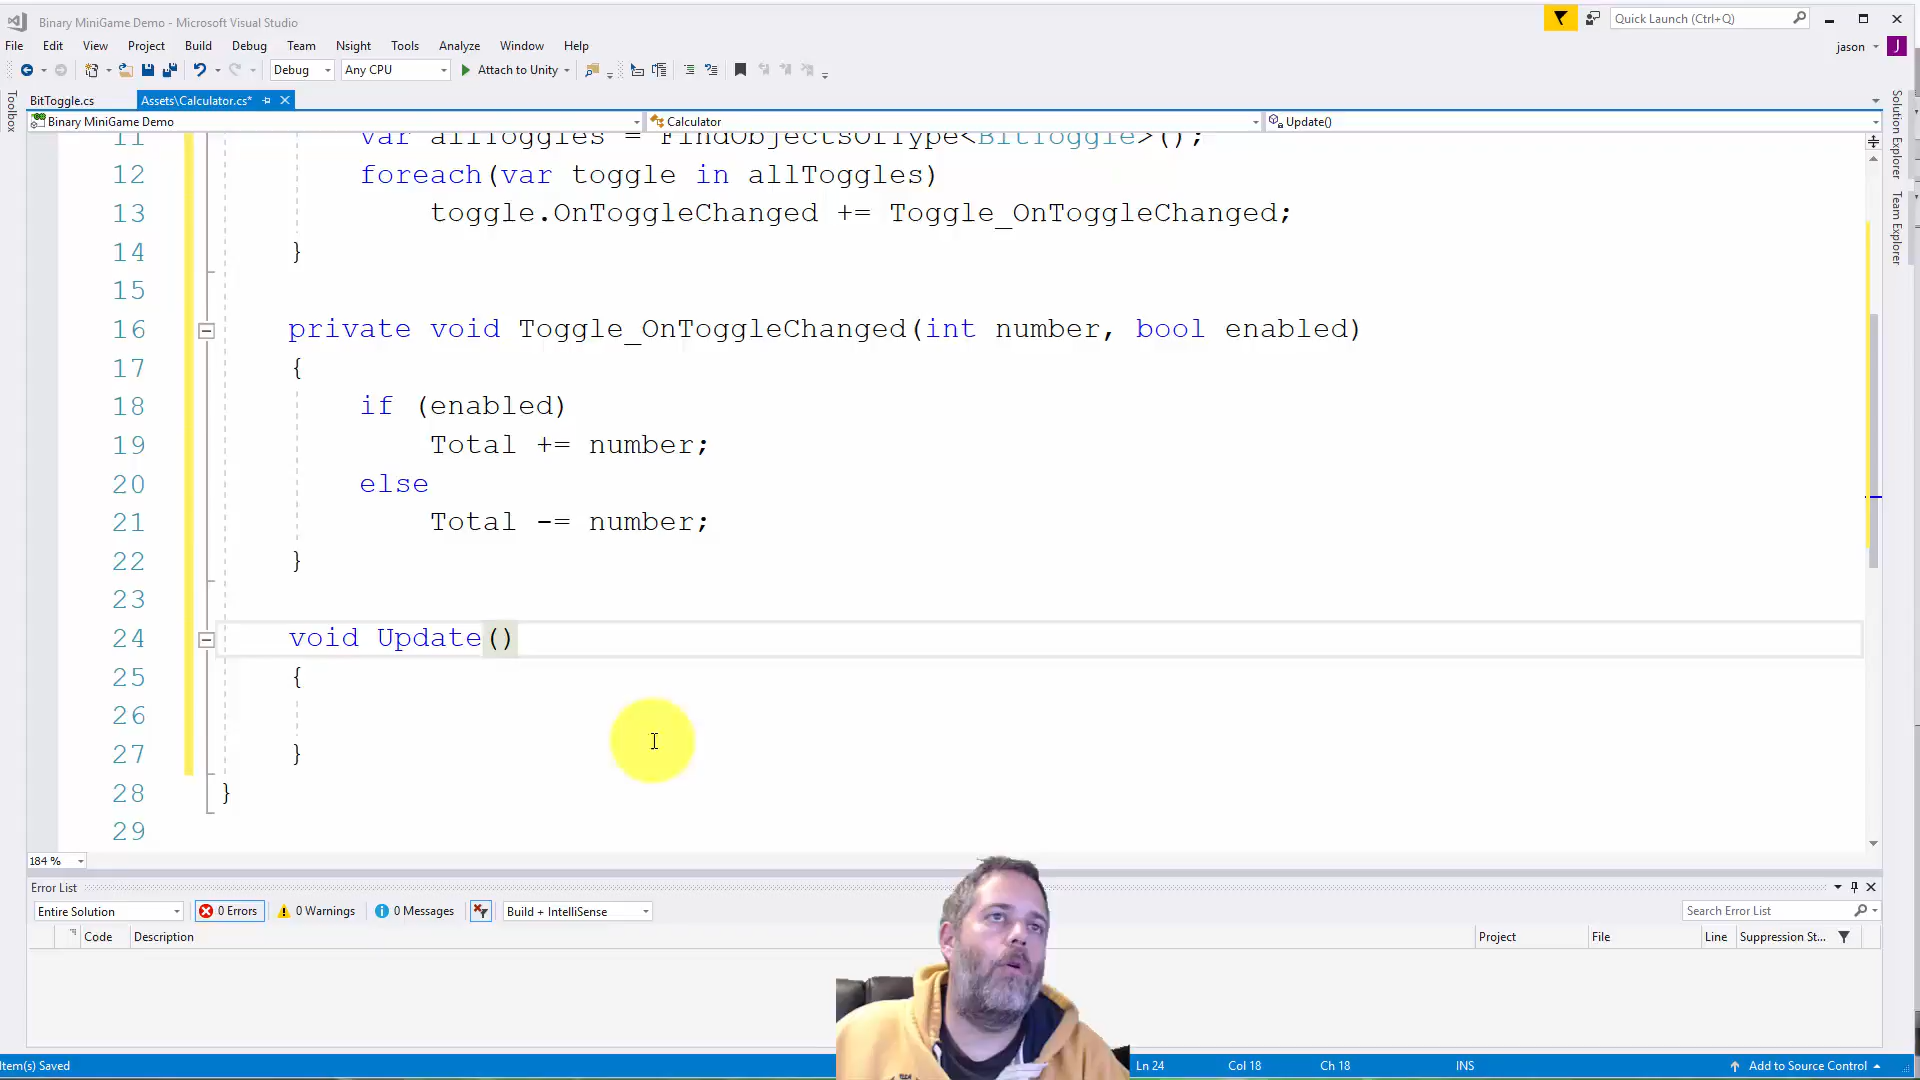 Binary MiniGame Demo - Microsoft Visual Studio
Quick Launch (Ctrl+Q)
File Edit View Project Build Debug Team Nsight Tools Analyze Window Help
jason J
Debug Any CPU Attach to Unity
Toolbox
BitToggle.cs Assets\Calculator.cs*
Binary MiniGame Demo Calculator Update()
Solution Explorer
Team Explorer
11 var allToggles = FindObjectsOfType<BitToggle>();
12 foreach(var toggle in allToggles)
13 toggle.OnToggleChanged += Toggle_OnToggleChanged;
14 }
15
16 private void Toggle_OnToggleChanged(int number, bool enabled)
17 {
18 if (enabled)
19 Total += number;
20 else
21 Total -= number;
22 }
23
24 void Update()
25 {
26
27 }
28 }
29
184 %
Error List
Entire Solution 0 Errors 0 Warnings 0 Messages Build + IntelliSense Search Error List
Code Description Project File Line Suppression St...
Item(s) Saved Ln 24 Col 18 Ch 18 INS Add to Source Control